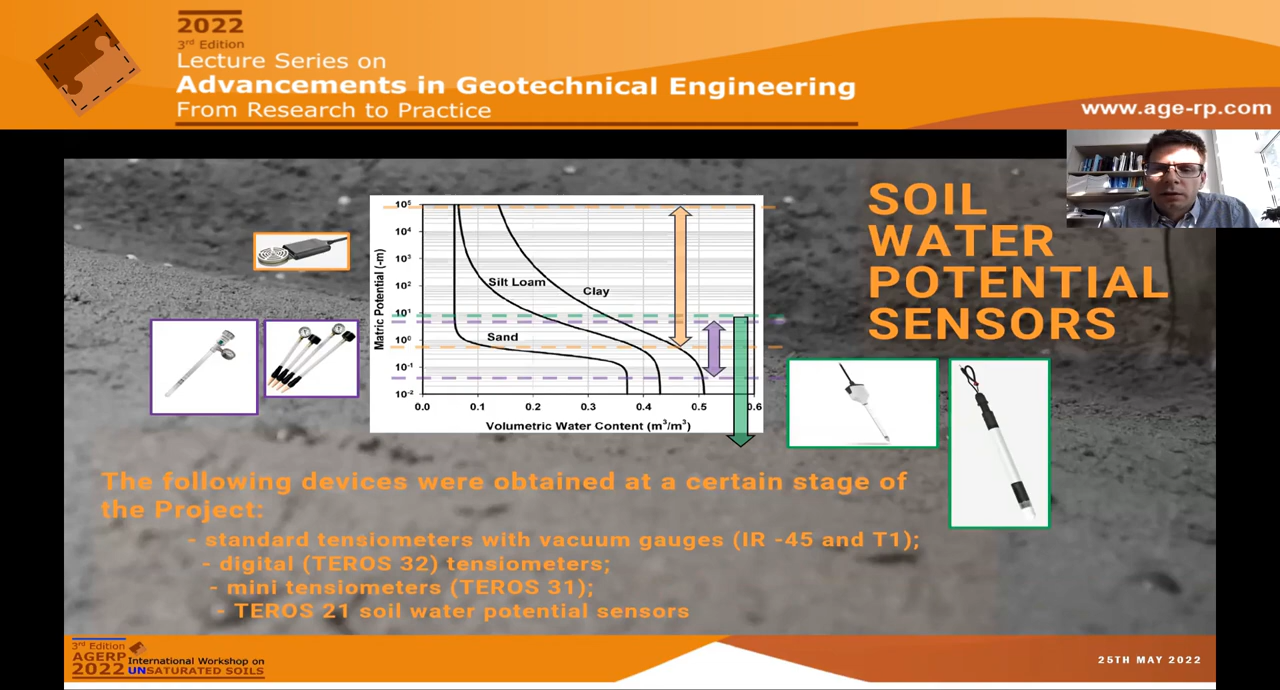 2022
3rd Edition
Lecture Series on
Advancements in Geotechnical Engineering
From Research to Practice
www.age-rp.com
SOIL
WATER
POTENTIAL
SENSORS
Matric Potential (-m)
10⁵
10⁴
10³
10²
10¹
10⁰
10⁻¹
10⁻²
Silt Loam
Clay
Sand
0.0 0.1 0.2 0.3 0.4 0.5 0.6
Volumetric Water Content (m³/m³)
The following devices were obtained at a certain stage of
the Project:
- standard tensiometers with vacuum gauges (IR -45 and T1);
- digital (TEROS 32) tensiometers;
- mini tensiometers (TEROS 31);
- TEROS 21 soil water potential sensors
3rd Edition
AGERP
2022
International Workshop on
UNSATURATED SOILS
25TH MAY 2022